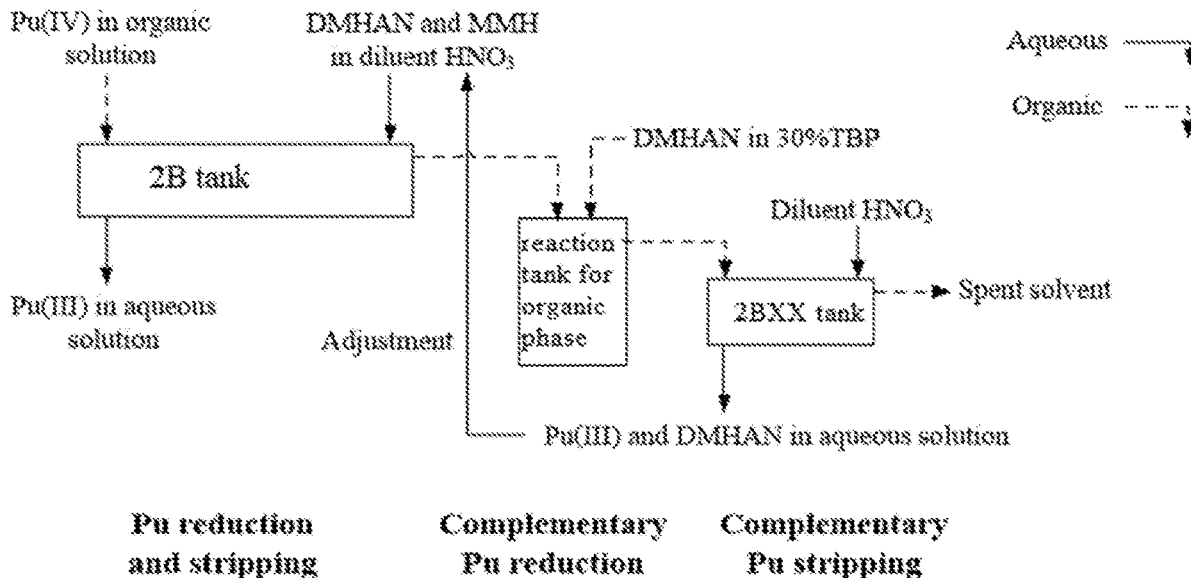 Pu(IV) in organic
solution
DMHAN and MMH
in diluent HNO₃
Aqueous
Organic
DMHAN in 30%TBP
2B tank
Diluent HNO₃
reaction
tank for
organic
phase
2BXX tank
Spent solvent
Pu(III) in aqueous
solution
Adjustment
Pu(III) and DMHAN in aqueous solution
Pu reduction
and stripping
Complementary
Pu reduction
Complementary
Pu stripping